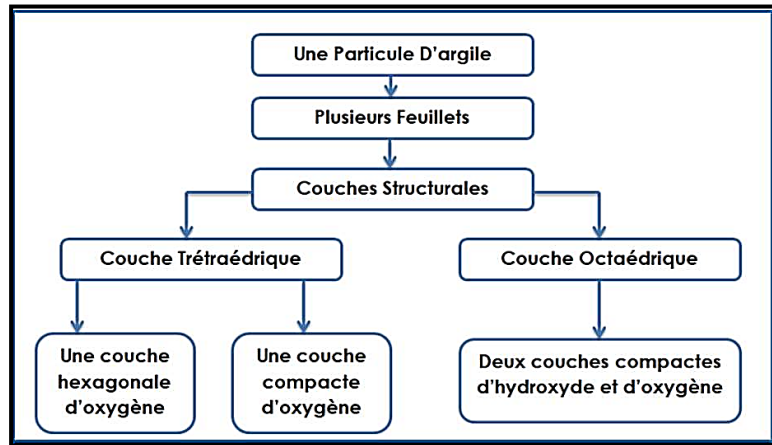 Une Particule D'argile
Plusieurs Feuillets
Couches Structurales
Couche Trétraédrique
Couche Octaédrique
Une couche
hexagonale
d'oxygène
Une couche
compacte
d'oxygène
Deux couches compactes
d'hydroxyde et d'oxygène